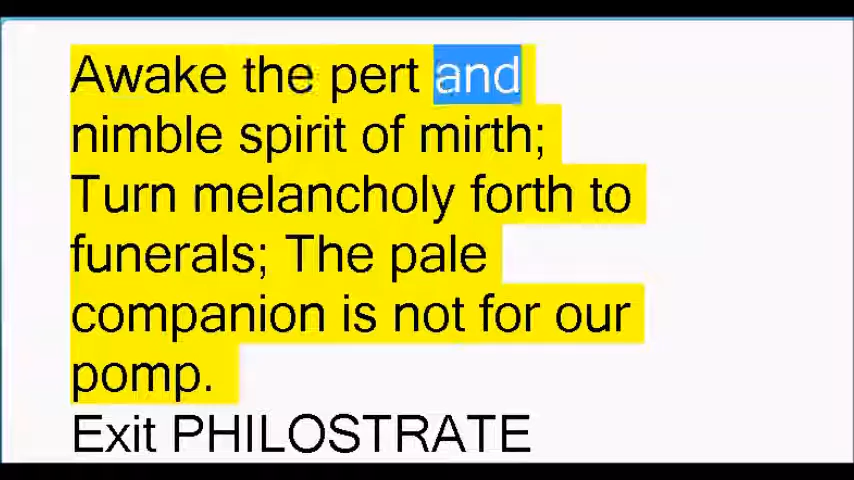 Awake the pert and
nimble spirit of mirth;
Turn melancholy forth to
funerals; The pale
companion is not for our
pomp.
Exit PHILOSTRATE